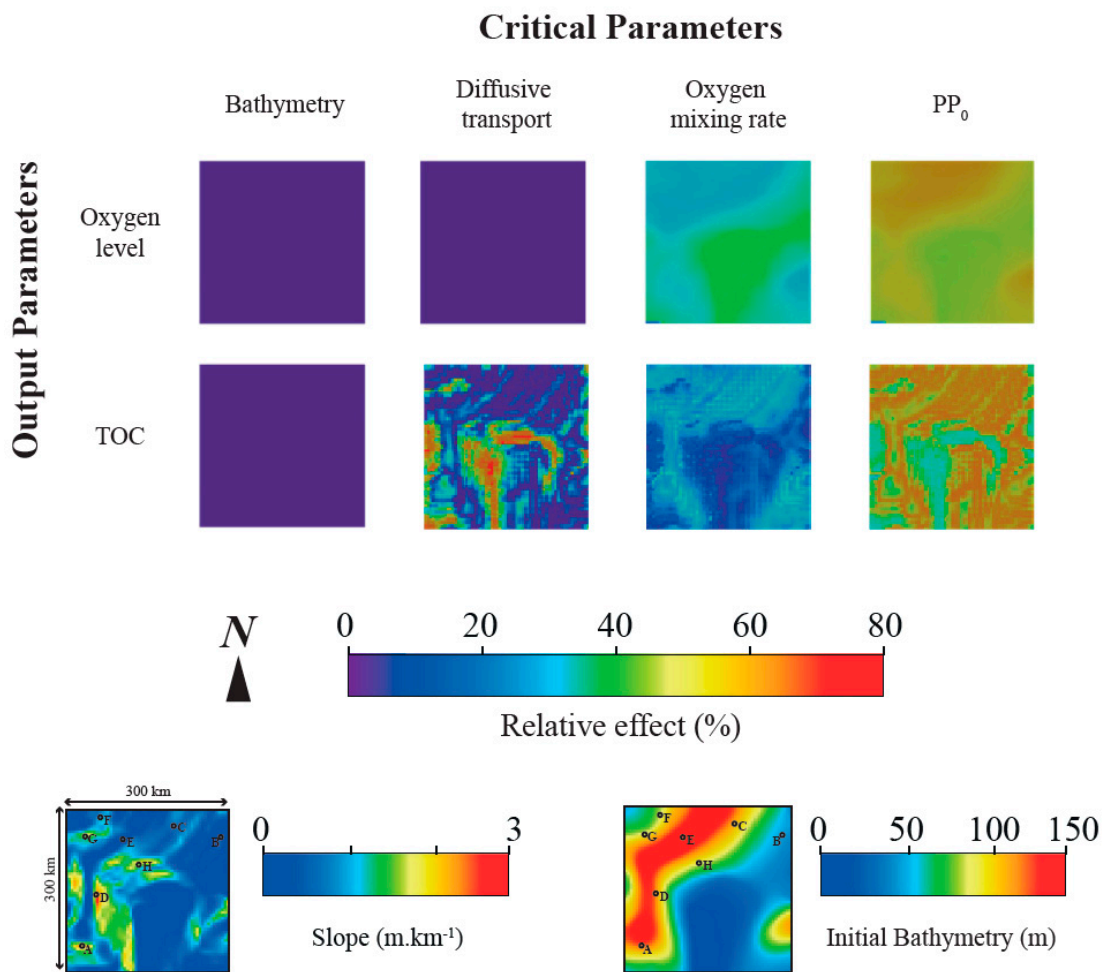 Critical Parameters
Bathymetry
Diffusive
transport
Oxygen
mixing rate
PP0
Output Parameters
Oxygen
level
TOC
N
0 20 40 60 80
Relative effect (%)
300 km
300 km
F
C
G
E
B
H
D
A
0 3
Slope (m.km-1)
F
C
G
E
B
H
D
A
0 50 100 150
Initial Bathymetry (m)